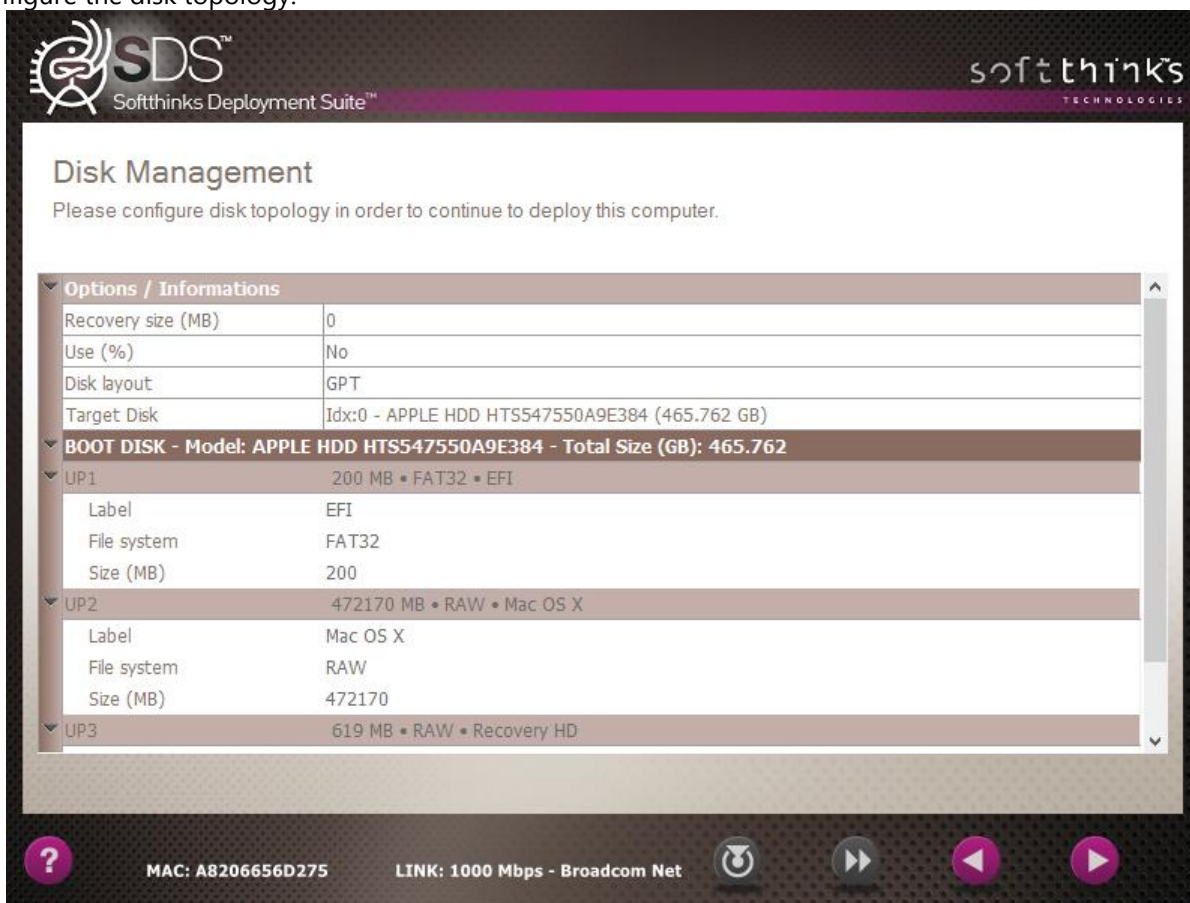 figure the disk topology.
SDS™
Softthinks Deployment Suite™
softthinks
TECHNOLOGIES
Disk Management
Please configure disk topology in order to continue to deploy this computer.
Options / Informations
Recovery size (MB) 0
Use (%) No
Disk layout GPT
Target Disk Idx:0 - APPLE HDD HTS547550A9E384 (465.762 GB)
BOOT DISK - Model: APPLE HDD HTS547550A9E384 - Total Size (GB): 465.762
UP1 200 MB • FAT32 • EFI
Label EFI
File system FAT32
Size (MB) 200
UP2 472170 MB • RAW • Mac OS X
Label Mac OS X
File system RAW
Size (MB) 472170
UP3 619 MB • RAW • Recovery HD
? MAC: A8206656D275 LINK: 1000 Mbps - Broadcom Net